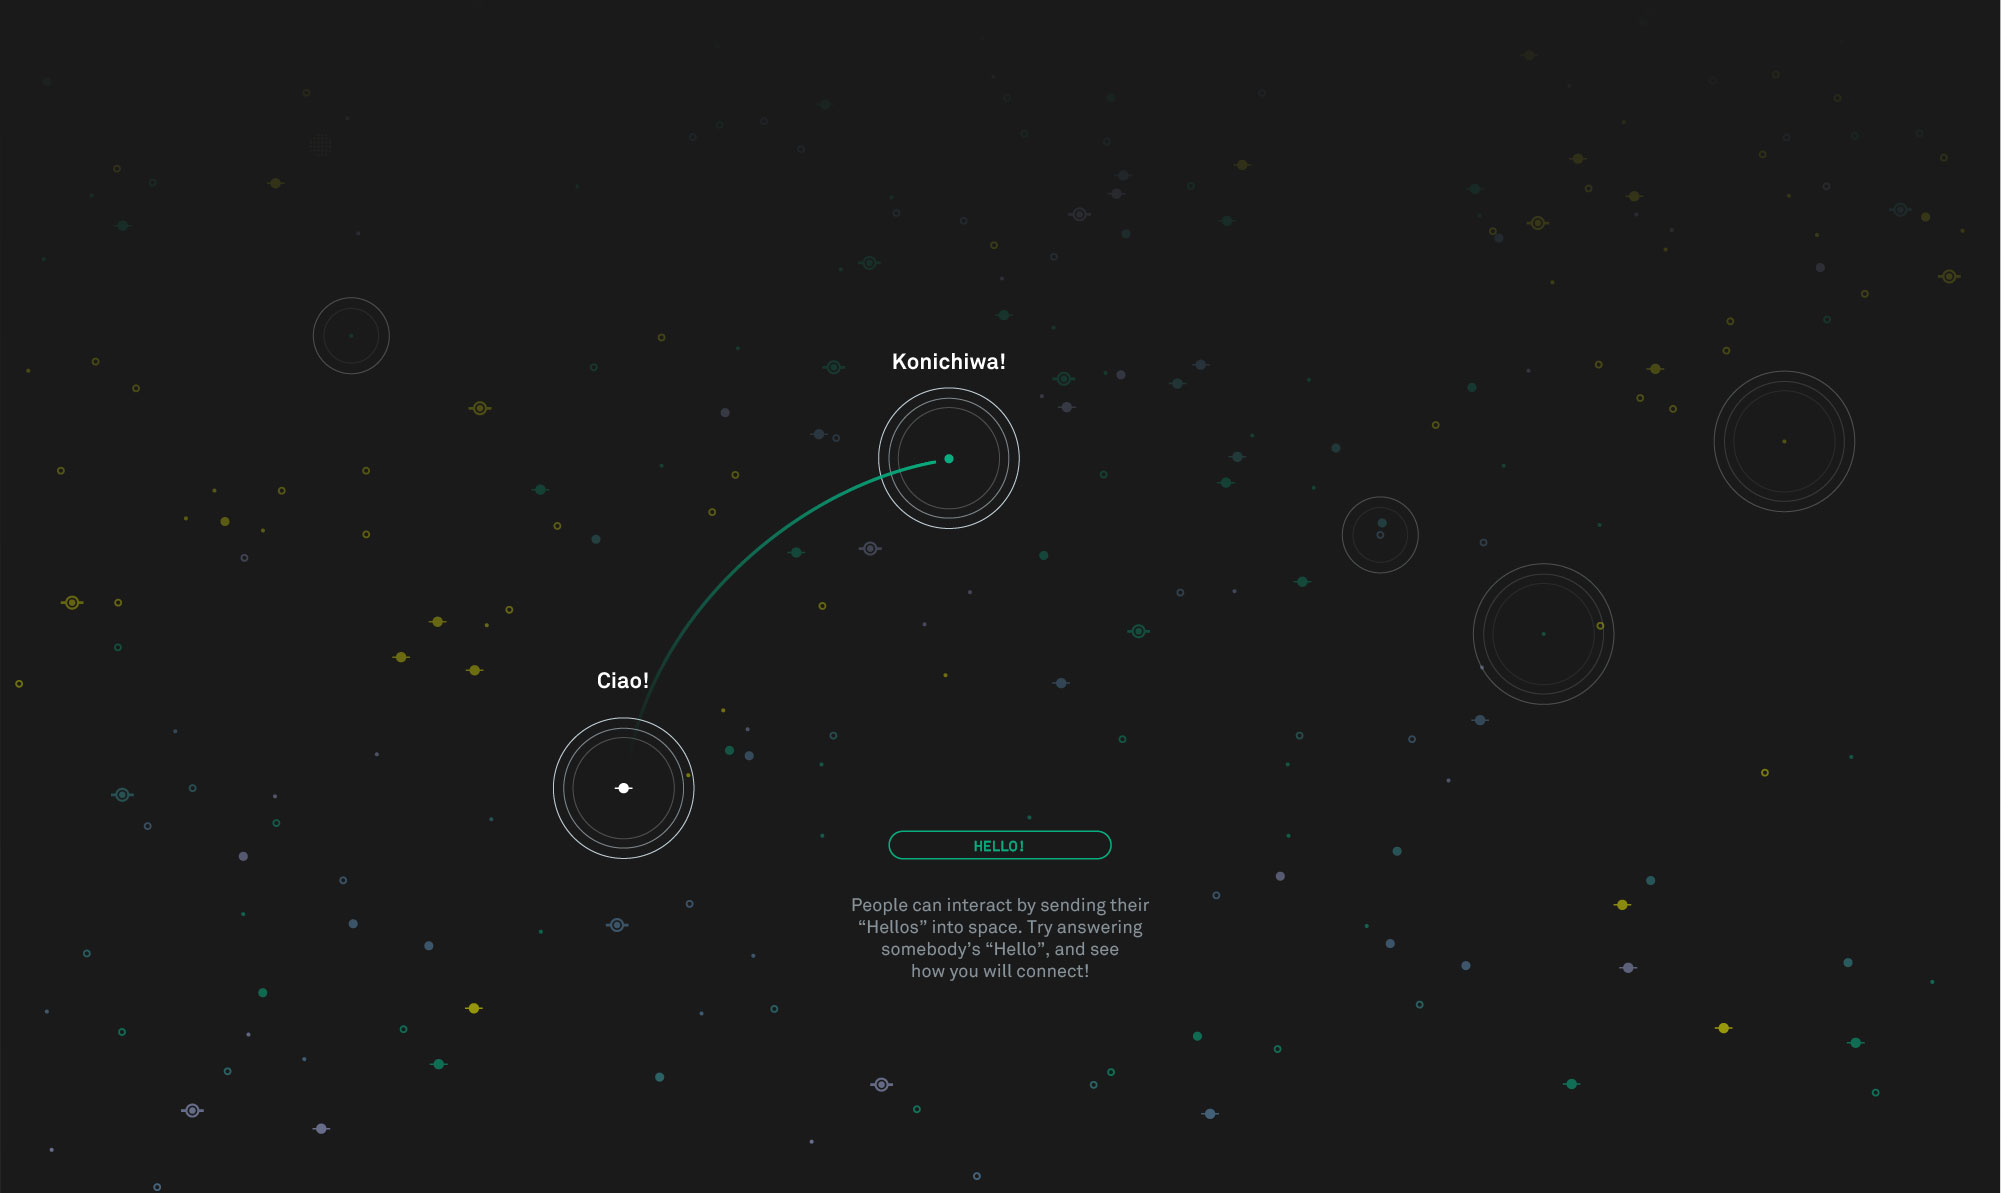 Konichiwa!
Ciao!
HELLO!
People can interact by sending their
“Hellos” into space. Try answering
somebody’s “Hello”, and see
how you will connect!